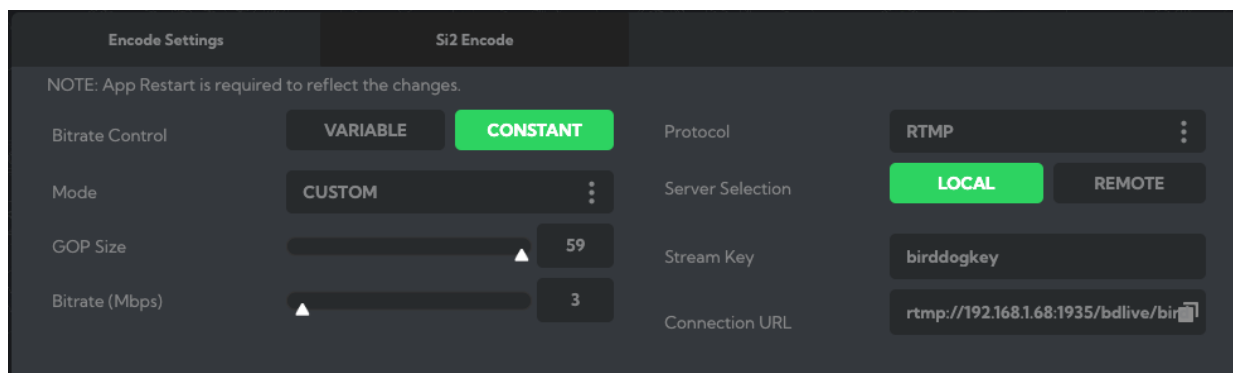 Encode Settings
Si2 Encode
NOTE: App Restart is required to reflect the changes.
Bitrate Control
VARIABLE
CONSTANT
Mode
CUSTOM
GOP Size
59
Bitrate (Mbps)
3
Protocol
RTMP
Server Selection
LOCAL
REMOTE
Stream Key
birddogkey
Connection URL
rtmp://192.168.1.68:1935/bdlive/bir